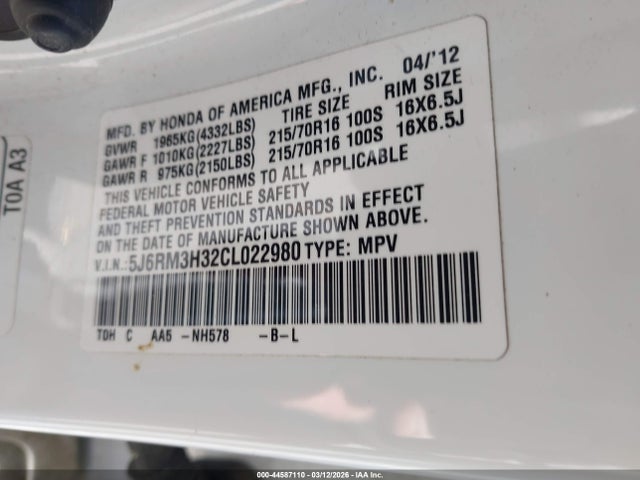 MFD. BY HONDA OF AMERICA MFG., INC. 04/'12
GVWR 1965KG(4332LBS) TIRE SIZE RIM SIZE
GAWR F 1010KG(2227LBS) 215/70R16 100S 16X6.5J
GAWR R 975KG(2150LBS) 215/70R16 100S 16X6.5J
THIS VEHICLE CONFORMS TO ALL APPLICABLE
FEDERAL MOTOR VEHICLE SAFETY
AND THEFT PREVENTION STANDARDS IN EFFECT
ON THE DATE OF MANUFACTURE SHOWN ABOVE.
V.I.N.:5J6RM3H32CL022980 TYPE: MPV
TDH C AA5 -NH578 -B-L
T0A A3
000-44587110 | 03/12/2026 | IAA Inc.